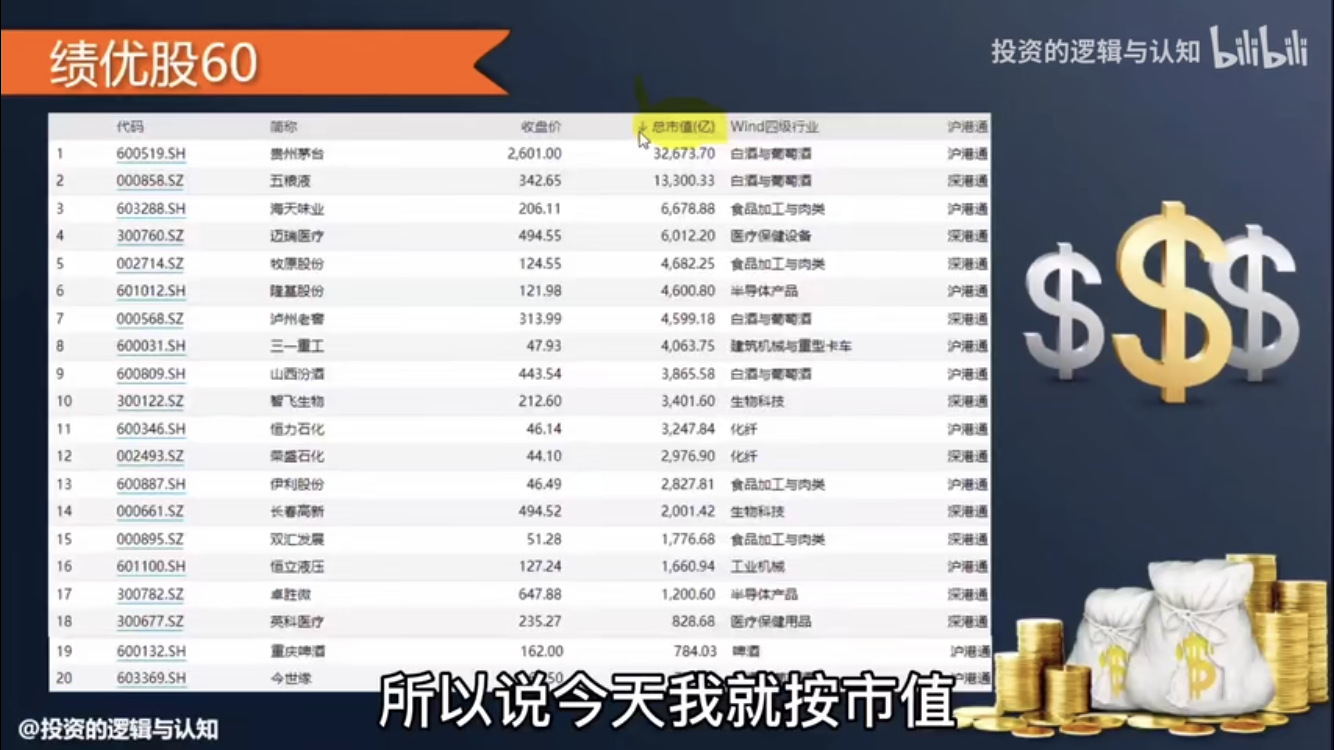 绩优股60
投资的逻辑与认知 bilibili
代码 简称 收盘价 ↓ 总市值(亿) Wind四级行业 沪港通
1 600519.SH 贵州茅台 2,601.00 32,673.70 白酒与葡萄酒 沪港通
2 000858.SZ 五粮液 342.65 13,300.33 白酒与葡萄酒 深港通
3 603288.SH 海天味业 206.11 6,678.88 食品加工与肉类 沪港通
4 300760.SZ 迈瑞医疗 494.55 6,012.20 医疗保健设备 深港通
5 002714.SZ 牧原股份 124.55 4,682.25 食品加工与肉类 深港通
6 601012.SH 隆基股份 121.98 4,600.80 半导体产品 沪港通
7 000568.SZ 泸州老窖 313.99 4,599.18 白酒与葡萄酒 深港通
8 600031.SH 三一重工 47.93 4,063.75 建筑机械与重型卡车 沪港通
9 600809.SH 山西汾酒 443.54 3,865.58 白酒与葡萄酒 沪港通
10 300122.SZ 智飞生物 212.60 3,401.60 生物科技 深港通
11 600346.SH 恒力石化 46.14 3,247.84 化纤 沪港通
12 002493.SZ 荣盛石化 44.10 2,976.90 化纤 深港通
13 600887.SH 伊利股份 46.49 2,827.81 食品加工与肉类 沪港通
14 000661.SZ 长春高新 494.52 2,001.42 生物科技 深港通
15 000895.SZ 双汇发展 51.28 1,776.68 食品加工与肉类 深港通
16 601100.SH 恒立液压 127.24 1,660.94 工业机械 沪港通
17 300782.SZ 卓胜微 647.88 1,200.60 半导体产品 深港通
18 300677.SZ 英科医疗 235.27 828.68 医疗保健用品 深港通
19 600132.SH 重庆啤酒 162.00 784.03 啤酒 沪港通
20 603369.SH 今世缘 沪港通
所以说今天我就按市值
@投资的逻辑与认知